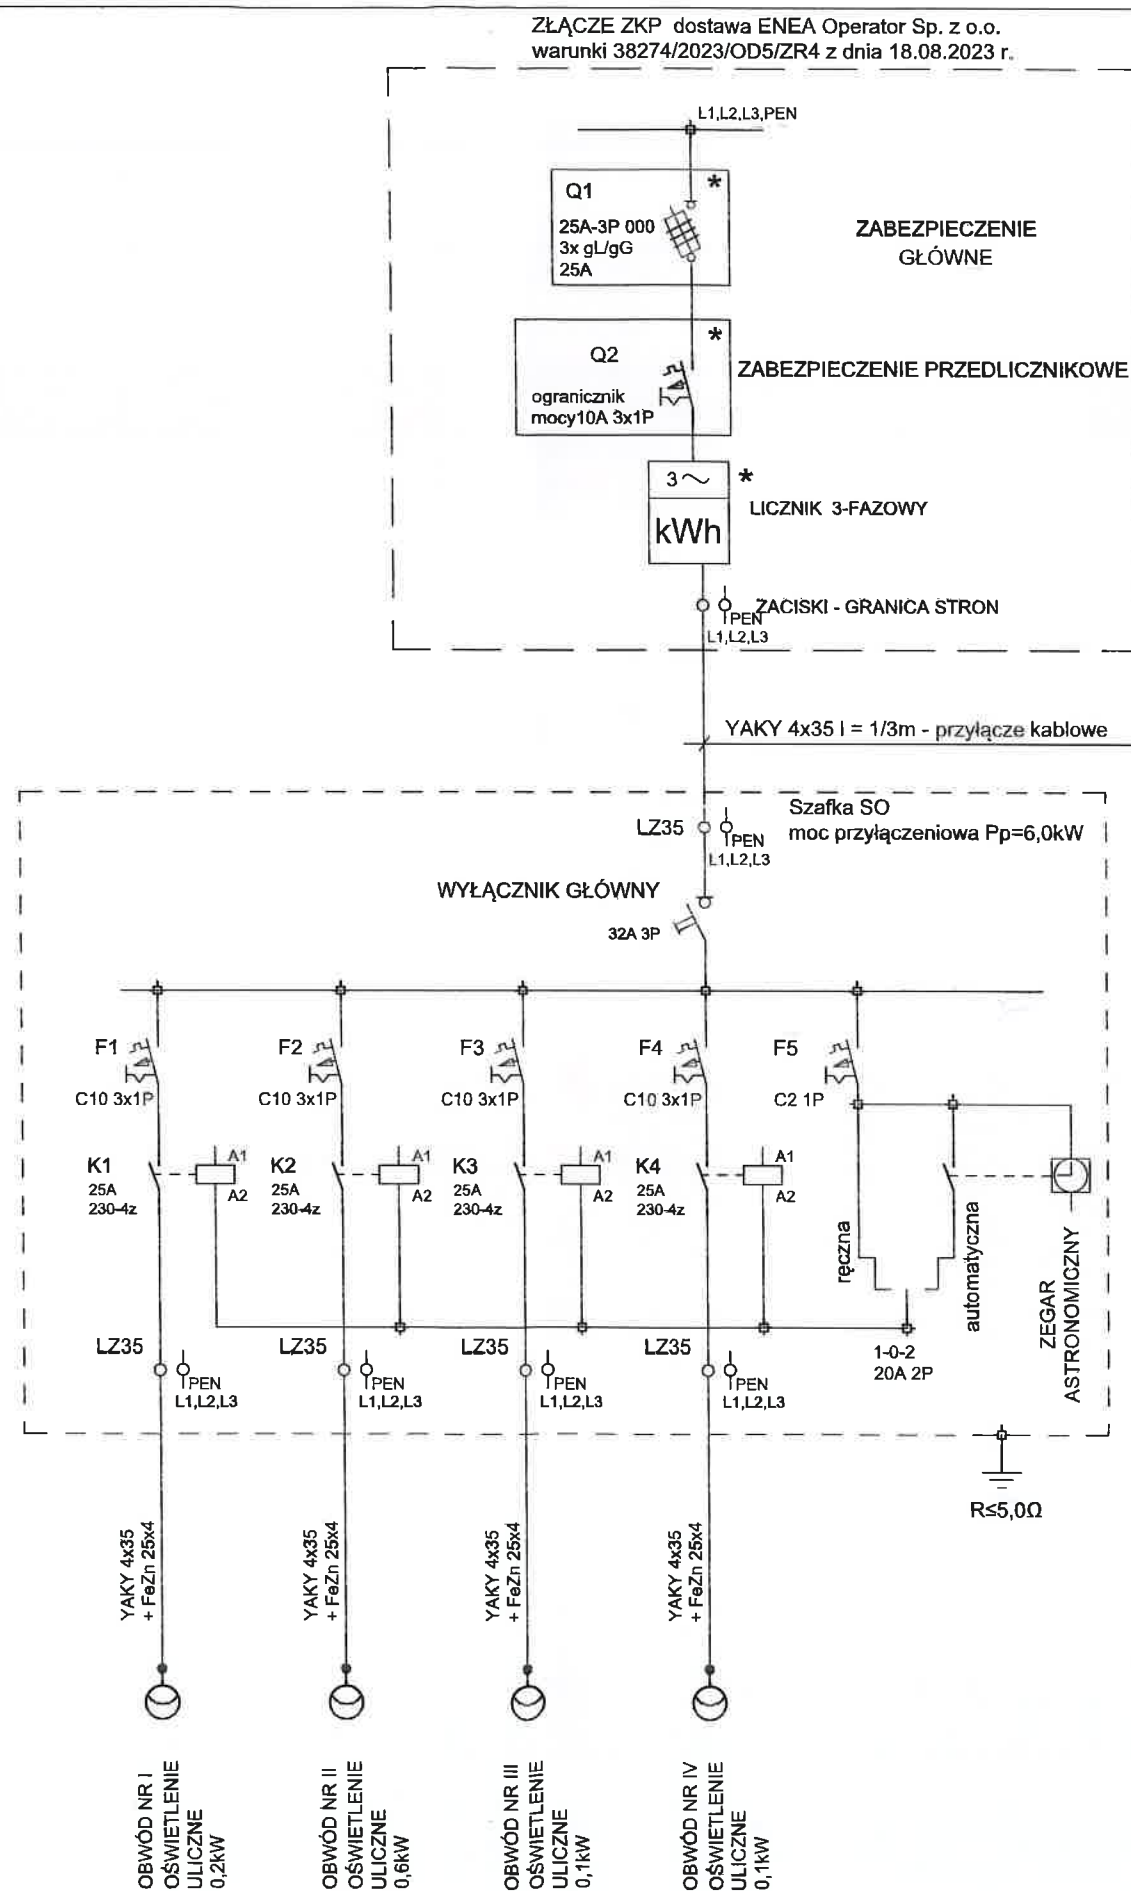 ZŁĄCZE ZKP dostawa ENEA Operator Sp. z o.o.
warunki 38274/2023/OD5/ZR4 z dnia 18.08.2023 r.
L1,L2,L3,PEN
Q1
*
25A-3P 000
3x gL/gG
25A
ZABEZPIECZENIE
GŁÓWNE
Q2
*
ogranicznik
mocy10A 3x1P
ZABEZPIECZENIE PRZEDLICZNIKOWE
3~
*
kWh
LICZNIK 3-FAZOWY
ZACISKI - GRANICA STRON
PEN
L1,L2,L3
YAKY 4x35 l = 1/3m - przyłącze kablowe
Szafka SO
moc przyłączeniowa Pp=6,0kW
LZ35
PEN
L1,L2,L3
WYŁĄCZNIK GŁÓWNY
32A 3P
F1
C10 3x1P
F2
C10 3x1P
F3
C10 3x1P
F4
C10 3x1P
F5
C2 1P
K1
25A
230-4z
A1
A2
K2
25A
230-4z
A1
A2
K3
25A
230-4z
A1
A2
K4
25A
230-4z
A1
A2
ręczna
automatyczna
ZEGAR
ASTRONOMICZNY
1-0-2
20A 2P
LZ35
PEN
L1,L2,L3
LZ35
PEN
L1,L2,L3
LZ35
PEN
L1,L2,L3
LZ35
PEN
L1,L2,L3
R≤5,0Ω
YAKY 4x35
+ FeZn 25x4
YAKY 4x35
+ FeZn 25x4
YAKY 4x35
+ FeZn 25x4
YAKY 4x35
+ FeZn 25x4
OBWÓD NR I
OŚWIETLENIE
ULICZNE
0,2kW
OBWÓD NR II
OŚWIETLENIE
ULICZNE
0,6kW
OBWÓD NR III
OŚWIETLENIE
ULICZNE
0,1kW
OBWÓD NR IV
OŚWIETLENIE
ULICZNE
0,1kW